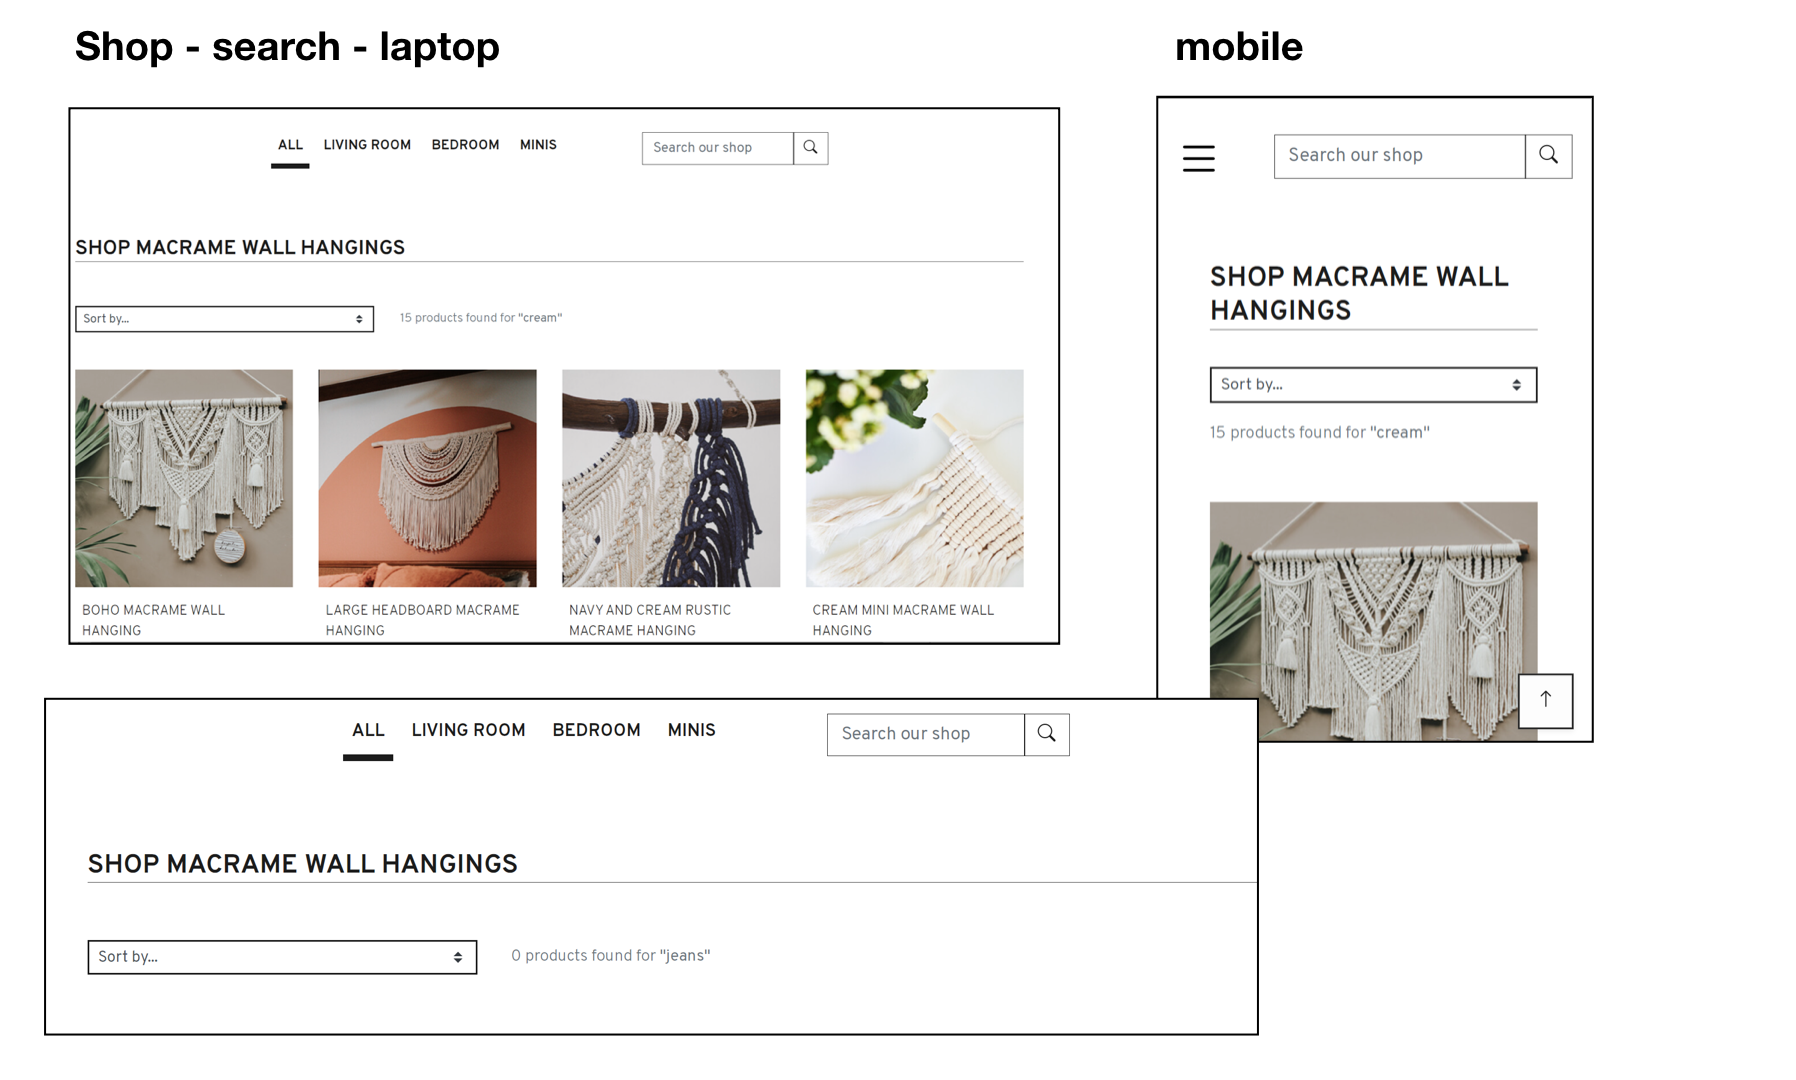 Shop - search - laptop
ALL LIVING ROOM BEDROOM MINIS
Search our shop
SHOP MACRAME WALL HANGINGS
Sort by...
15 products found for "cream"
BOHO MACRAME WALL
HANGING
LARGE HEADBOARD MACRAME
HANGING
NAVY AND CREAM RUSTIC
MACRAME HANGING
CREAM MINI MACRAME WALL
HANGING
mobile
Search our shop
SHOP MACRAME WALL
HANGINGS
Sort by...
15 products found for "cream"
ALL LIVING ROOM BEDROOM MINIS
Search our shop
SHOP MACRAME WALL HANGINGS
Sort by...
0 products found for "jeans"